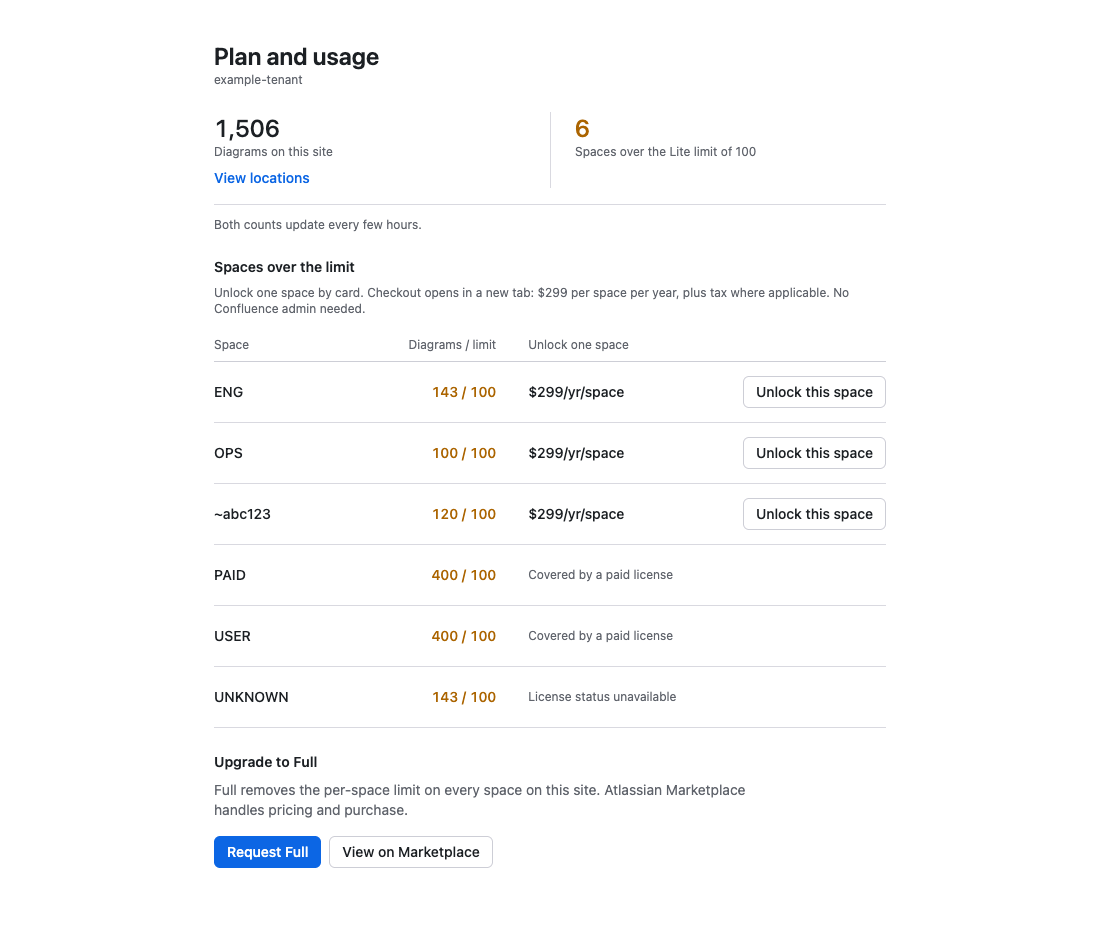 Plan and usage
example-tenant
1,506
Diagrams on this site
View locations
6
Spaces over the Lite limit of 100
Both counts update every few hours.
Spaces over the limit
Unlock one space by card. Checkout opens in a new tab: $299 per space per year, plus tax where applicable. No
Confluence admin needed.
Space Diagrams / limit Unlock one space
ENG 143 / 100 $299/yr/space Unlock this space
OPS 100 / 100 $299/yr/space Unlock this space
~abc123 120 / 100 $299/yr/space Unlock this space
PAID 400 / 100 Covered by a paid license
USER 400 / 100 Covered by a paid license
UNKNOWN 143 / 100 License status unavailable
Upgrade to Full
Full removes the per-space limit on every space on this site. Atlassian Marketplace
handles pricing and purchase.
Request Full View on Marketplace